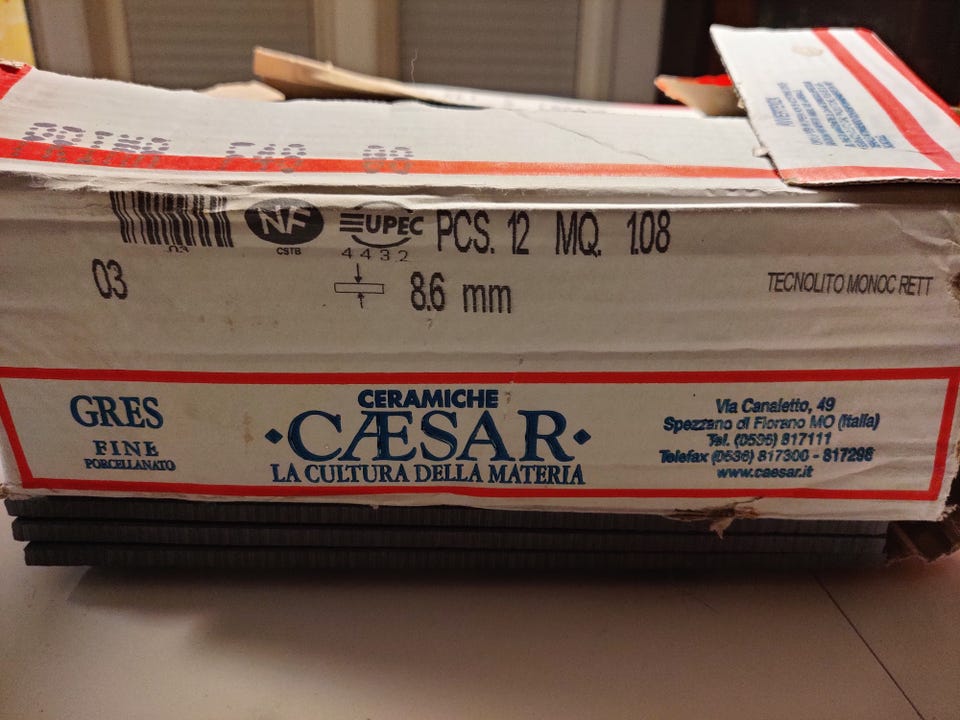 NF
CSTB
EUPEC
4 4 3 2
PCS. 12 MQ. 1.08
03
03
8.6 mm
TECNOLITO MONOC RETT
GRES
FINE
PORCELLANATO
CERAMICHE
CÆSAR
LA CULTURA DELLA MATERIA
Via Canaletto, 49
Spezzano di Fiorano MO (Italia)
Tel. (0536) 817111
Telefax (0536) 817300 - 817298
www.caesar.it